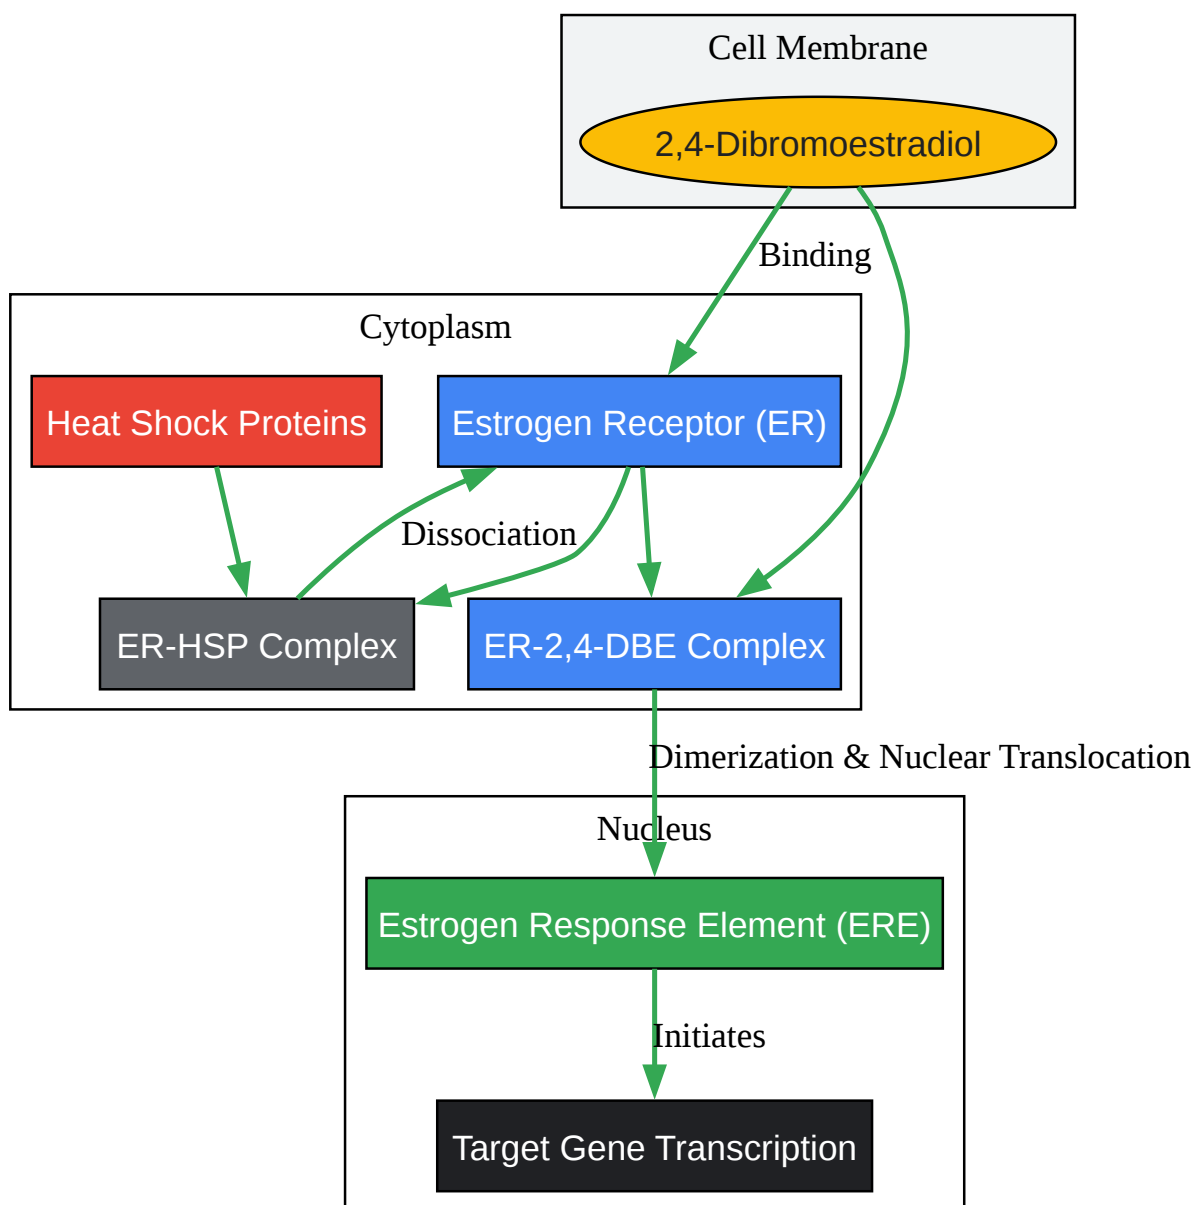 Cell Membrane
2,4-Dibromoestradiol
Binding
Cytoplasm
Heat Shock Proteins
Estrogen Receptor (ER)
Dissociation
ER-HSP Complex
ER-2,4-DBE Complex
Dimerization & Nuclear Translocation
Nucleus
Estrogen Response Element (ERE)
Initiates
Target Gene Transcription